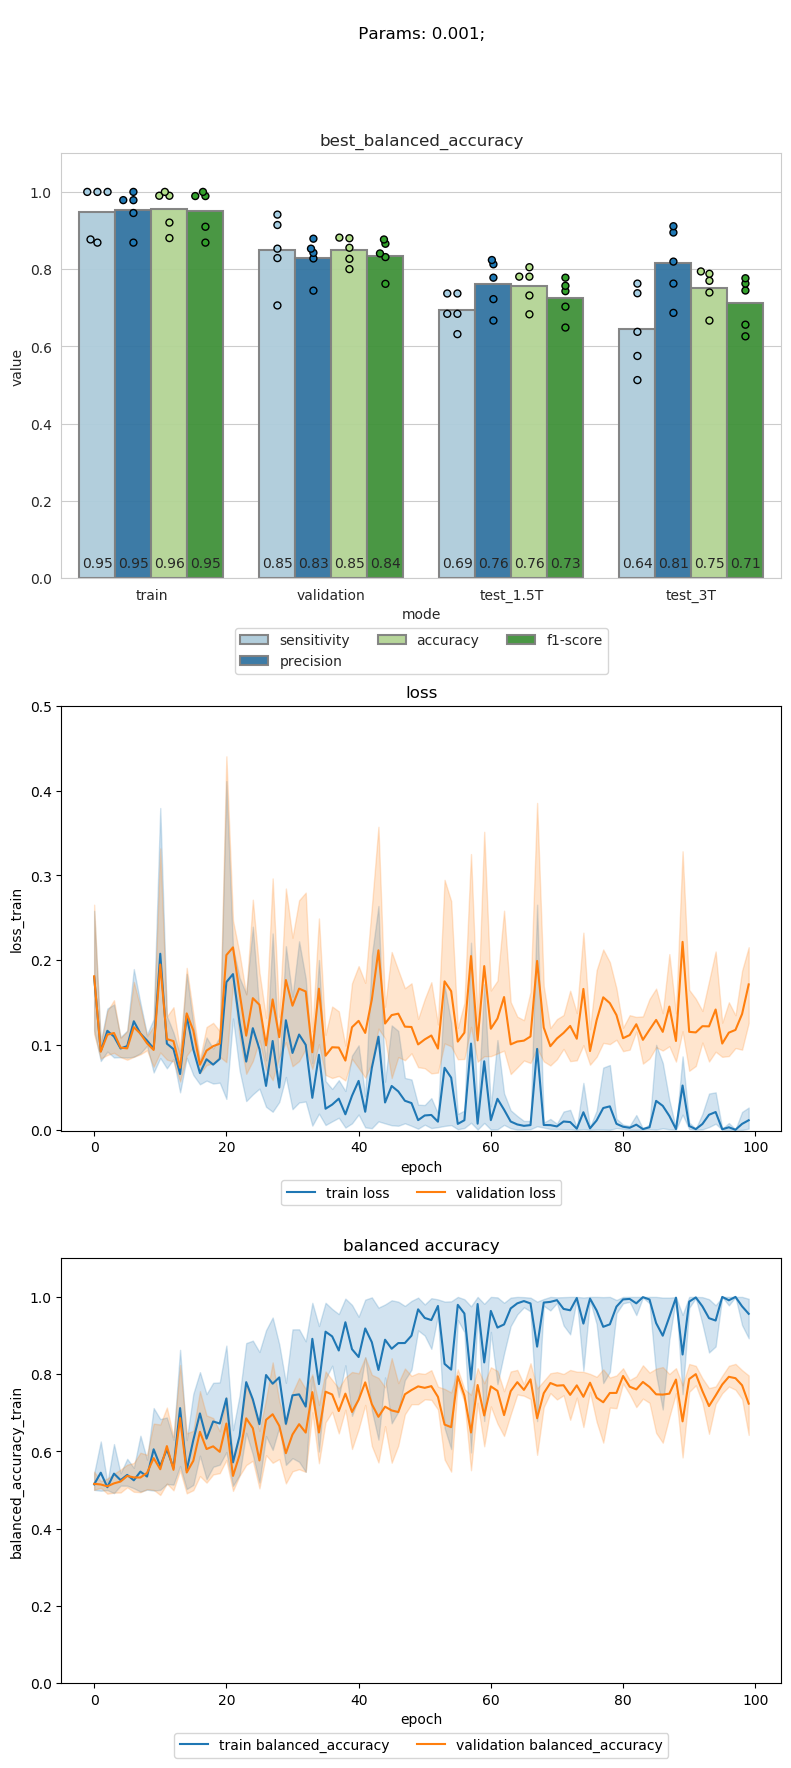 Params: 0.001;
best_balanced_accuracy
value
1.0
0.8
0.6
0.4
0.2
0.0
0.95 0.95 0.96 0.95 0.85 0.83 0.85 0.84 0.69 0.76 0.76 0.73 0.64 0.81 0.75 0.71
train validation test_1.5T test_3T
mode
sensitivity accuracy f1-score
precision
loss
loss_train
0.5
0.4
0.3
0.2
0.1
0.0
0 20 40 60 80 100
epoch
train loss validation loss
balanced accuracy
balanced_accuracy_train
1.0
0.8
0.6
0.4
0.2
0.0
0 20 40 60 80 100
epoch
train balanced_accuracy validation balanced_accuracy